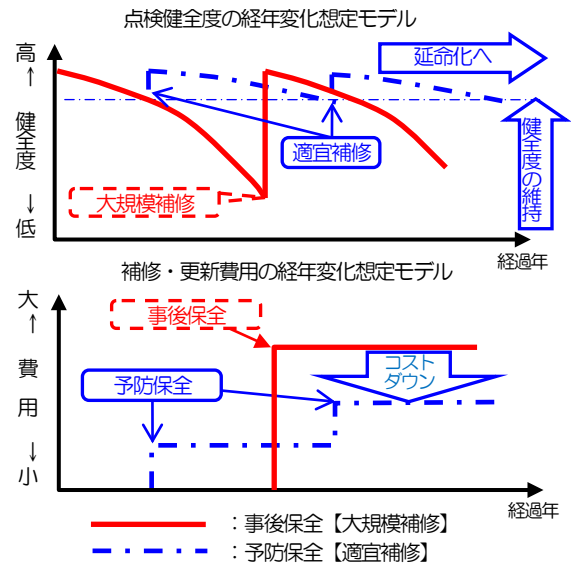 点検健全度の経年変化想定モデル
高
↑
健全度
↓
低
延命化へ
適宜補修
大規模補修
健全度の維持
経過年
補修・更新費用の経年変化想定モデル
大
↑
費用
↓
小
事後保全
予防保全
コスト
ダウン
経過年
：事後保全【大規模補修】
：予防保全【適宜補修】